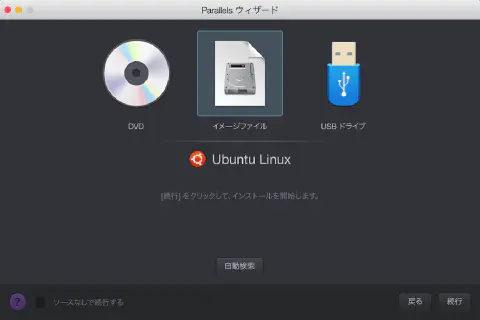 Parallels ウィザード
DVD
イメージファイル
USB ドライブ
Ubuntu Linux
[続行] をクリックして、インストールを開始します。
自動検索
?
ソースなしで続行する
戻る
続行